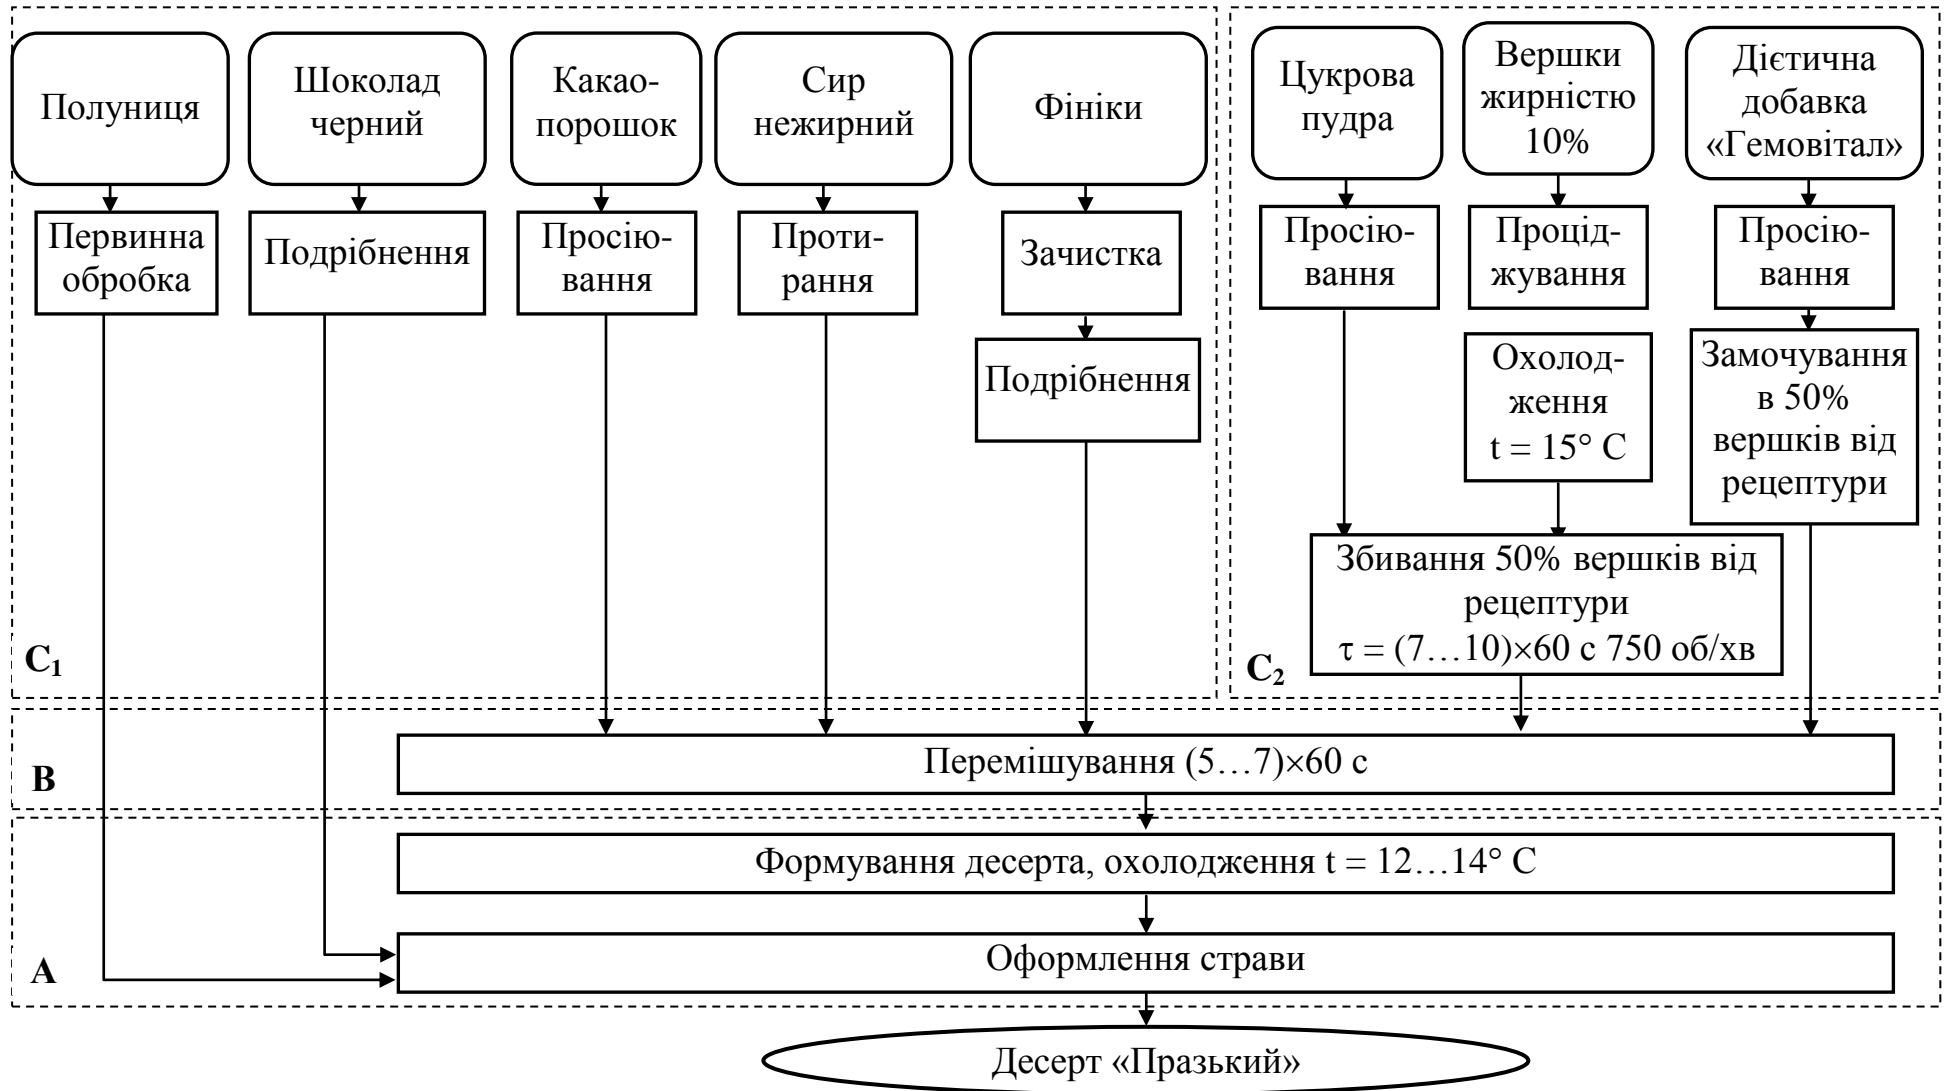 Полуниця
Шоколад
черний
Какао-
порошок
Сир
нежирний
Фініки
Цукрова
пудра
Вершки
жирністю
10%
Дієтична
добавка
«Гемовітал»
Первинна
обробка
Подрібнення
Просію-
вання
Проти-
рання
Зачистка
Просію-
вання
Процід-
жування
Просію-
вання
Подрібнення
Охолод-
ження
t = 15° С
Замочування
в 50%
вершків від
рецептури
Збивання 50% вершків від
рецептури
τ = (7…10)×60 с 750 об/хв
С₁
С₂
Перемішування (5…7)×60 с
В
Формування десерта, охолодження t = 12…14° С
Оформлення страви
А
Десерт «Празький»